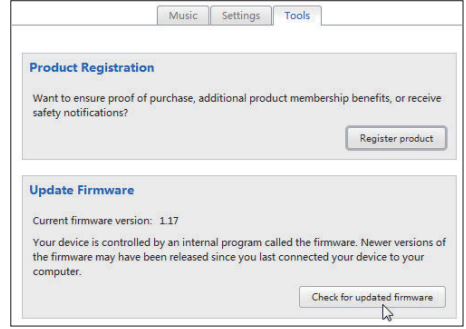 Music Settings Tools
Product Registration
Want to ensure proof of purchase, additional product membership benefits, or receive
safety notifications?
Register product
Update Firmware
Current firmware version: 1.17
Your device is controlled by an internal program called the firmware. Newer versions of
the firmware may have been released since you last connected your device to your
computer.
Check for updated firmware